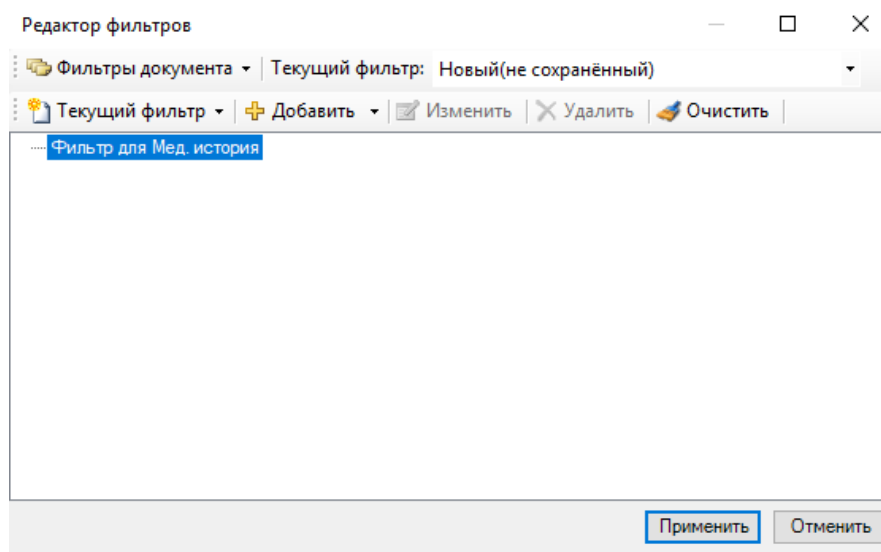 Редактор фильтров
Фильтры документа Текущий фильтр: Новый(не сохранённый)
Текущий фильтр Добавить Изменить Удалить Очистить
Фильтр для Мед. история
Применить Отменить